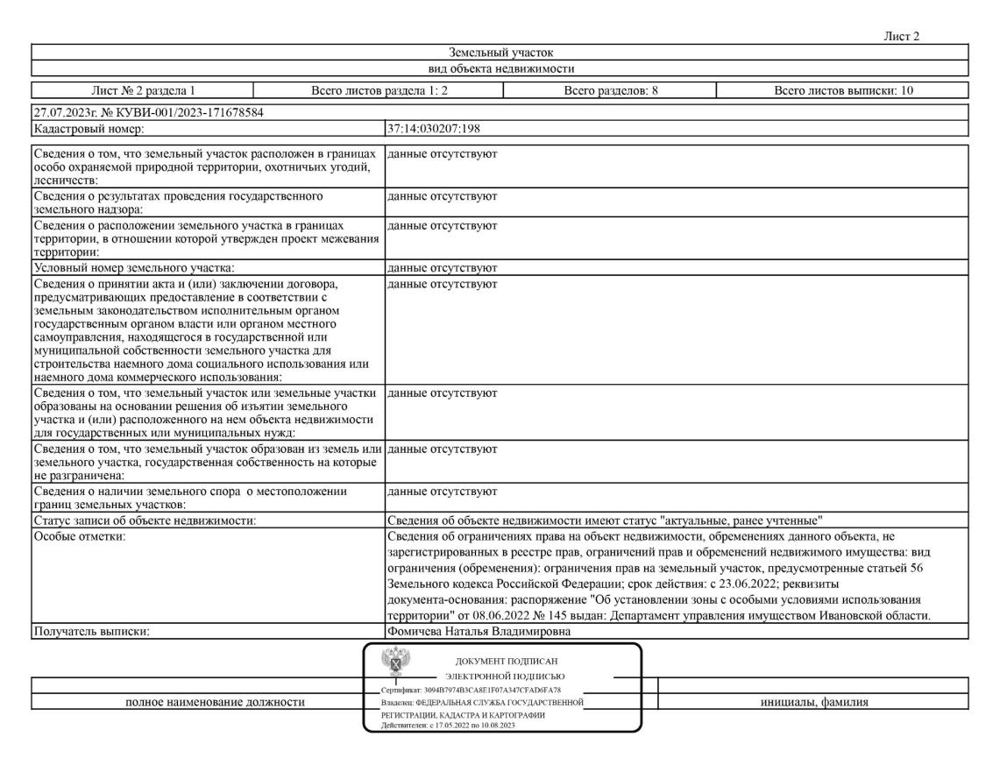 Лист 2
Земельный участок
вид объекта недвижимости
Лист № 2 раздела 1
Всего листов раздела 1: 2
Всего разделов: 8
Всего листов выписки: 10
27.07.2023г. № КУВИ-001/2023-171678584
Кадастровый номер:
37:14:030207:198
Сведения о том, что земельный участок расположен в границах
особо охраняемой природной территории, охотничьих угодий,
лесничеств:
данные отсутствуют
Сведения о результатах проведения государственного
земельного надзора:
данные отсутствуют
Сведения о расположении земельного участка в границах
территории, в отношении которой утвержден проект межевания
территории:
данные отсутствуют
Условный номер земельного участка:
данные отсутствуют
Сведения о принятии акта и (или) заключении договора,
предусматривающих предоставление в соответствии с
земельным законодательством исполнительным органом
государственным органом власти или органом местного
самоуправления, находящегося в государственной или
муниципальной собственности земельного участка для
строительства наемного дома социального использования или
наемного дома коммерческого использования:
данные отсутствуют
Сведения о том, что земельный участок или земельные участки
образованы на основании решения об изъятии земельного
участка и (или) расположенного на нем объекта недвижимости
для государственных или муниципальных нужд:
данные отсутствуют
Сведения о том, что земельный участок образован из земель или
земельного участка, государственная собственность на которые
не разграничена:
данные отсутствуют
Сведения о наличии земельного спора о местоположении
границ земельных участков:
данные отсутствуют
Статус записи об объекте недвижимости:
Сведения об объекте недвижимости имеют статус "актуальные, ранее учтенные"
Особые отметки:
Сведения об ограничениях права на объект недвижимости, обременениях данного объекта, не
зарегистрированных в реестре прав, ограничений прав и обременений недвижимого имущества: вид
ограничения (обременения): ограничения прав на земельный участок, предусмотренные статьей 56
Земельного кодекса Российской Федерации; срок действия: с 23.06.2022; реквизиты
документа-основания: распоряжение "Об установлении зоны с особыми условиями использования
территории" от 08.06.2022 № 145 выдан: Департамент управления имуществом Ивановской области.
Получатель выписки:
Фомичева Наталья Владимировна
ДОКУМЕНТ ПОДПИСАН
ЭЛЕКТРОННОЙ ПОДПИСЬЮ
Сертификат: 3094B7974B3CA8E1F07A347CFAD6FA78
Владелец: ФЕДЕРАЛЬНАЯ СЛУЖБА ГОСУДАРСТВЕННОЙ
РЕГИСТРАЦИИ, КАДАСТРА И КАРТОГРАФИИ
Действителен: с 17.05.2022 по 10.08.2023
полное наименование должности
инициалы, фамилия